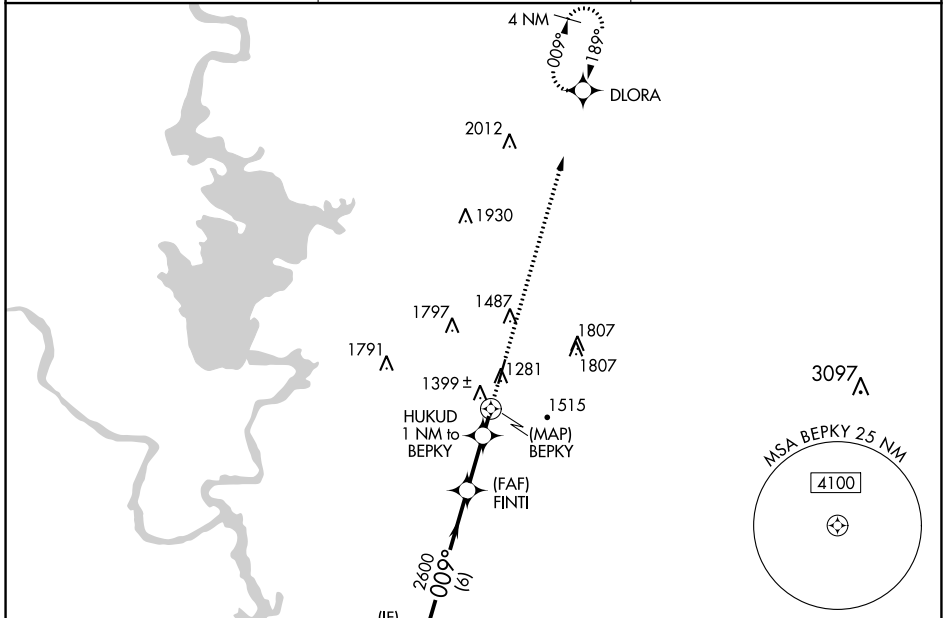 4 NM
009°
189°
DLORA
2012
1930
1487
1797
1807
1791
1807
1281
3097
1399 ±
1515
HUKUD
1 NM to
BEPKY
(MAP)
BEPKY
MSA BEPKY 25 NM
4100
(FAF)
FINTI
2600
009°
(6)
(IF)